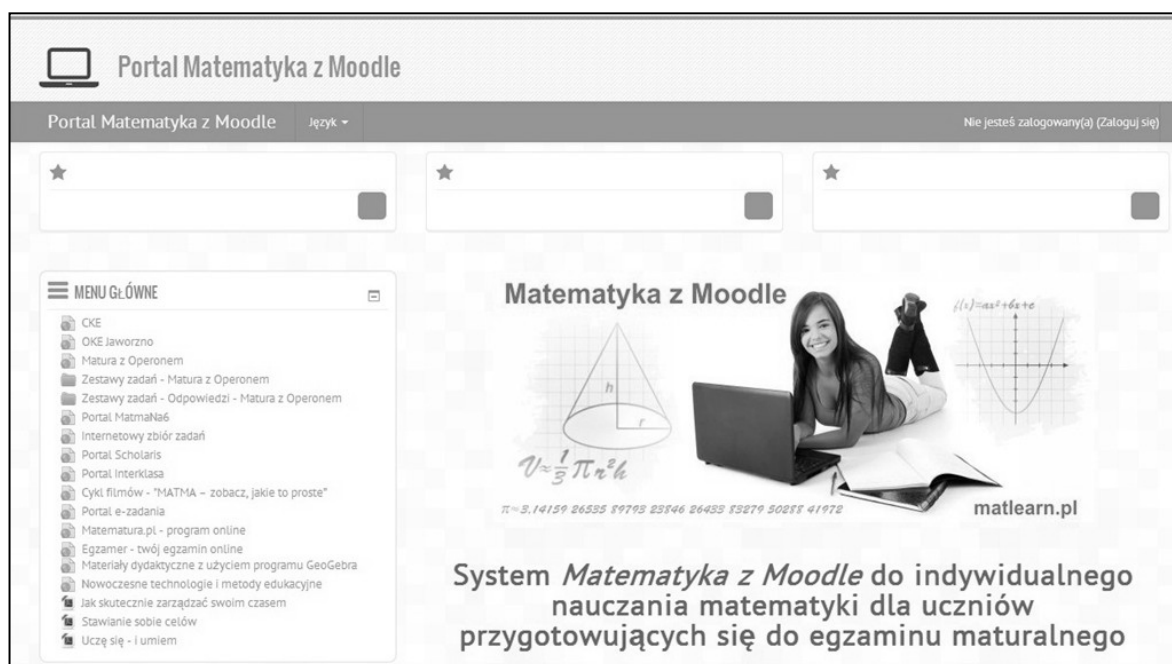 Portal Matematyka z Moodle
Portal Matematyka z Moodle Język Nie jesteś zalogowany(a) (Zaloguj się)
MENU GŁÓWNE
CKE
OKE Jaworzno
Matura z Operonem
Zestawy zadań - Matura z Operonem
Zestawy zadań - Odpowiedzi - Matura z Operonem
Portal MatmaNa6
Internetowy zbiór zadań
Portal Scholaris
Portal Interklasa
Cykl filmów - "MATMA – zobacz, jakie to proste"
Portal e-zadania
Matematura.pl - program online
Egzamer - twój egzamin online
Materiały dydaktyczne z użyciem programu GeoGebra
Nowoczesne technologie i metody edukacyjne
Jak skutecznie zarządzać swoim czasem
Stawianie sobie celów
Uczę się - i umiem
Matematyka z Moodle
f(x)=ax²+bx+c
h
r
V≈1/3 πr²h
π≈3.14159 26535 89793 23846 26433 83279 50288 41972
matlearn.pl
System Matematyka z Moodle do indywidualnego
nauczania matematyki dla uczniów
przygotowujących się do egzaminu maturalnego